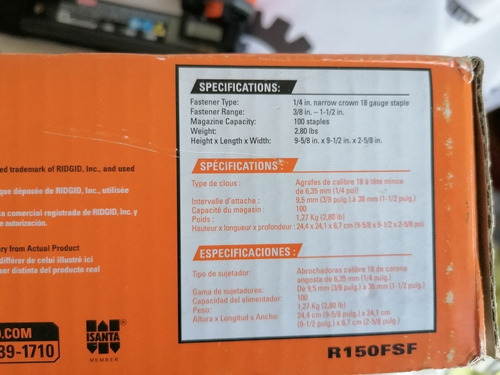 SPECIFICATIONS:
Fastener Type: 1/4 in. narrow crown 18 gauge staple
Fastener Range: 3/8 in. – 1-1/2 in.
Magazine Capacity: 100 staples
Weight: 2.80 lbs
Height x Length x Width: 9-5/8 in. x 9-1/2 in. x 2-5/8 in.
SPÉCIFICATIONS :
Type de clous : Agrafes de calibre 18 à tête mince
de 6,35 mm (1/4 po)
Intervalle d'attache : 9,5 mm (3/8 pulg.) à 38 mm (1-1/2 pulg.)
Capacité du magasin : 100
Poids : 1,27 Kg (2,80 lb)
Hauteur x longueur x profondeur : 24,4 x 24,1 x 6,7 cm (9-5/8 x 9-1/2 x 2-5/8 po)
ESPECIFICACIONES :
Tipo de sujetador: Abrochadoras calibre 18 de corona
angosta de 6,35 mm (1/4 pulg.)
Gama de sujetadores: De 9,5 mm (3/8 pulg.) a 38 mm (1-1/2 pulg.)
Capacidad del alimentador: 100
Peso: 1,27 Kg (2,80 lb)
Altura x Longitud x Ancho: 24,4 cm (9-5/8 pulg.) x 24,1 cm
(9-1/2 pulg.) x 6,7 cm (2-5/8 pulg.)
R150FSF
ed trademark of RIDGID, Inc., and used
que déposée de RIDGID, Inc., utilisée
a comercial registrada de RIDGID, Inc. y
autorización.
ry from Actual Product
différer de celui illustré ici
ser distinta del producto real
.COM
39-1710
ISANTA
MEMBER